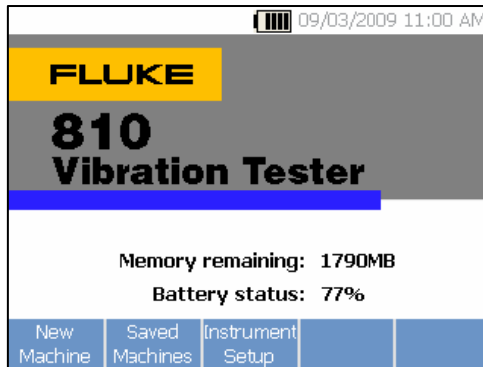 09/03/2009 11:00 AM
FLUKE
810
Vibration Tester
Memory remaining: 1790MB
Battery status: 77%
New Machine
Saved Machines
Instrument Setup